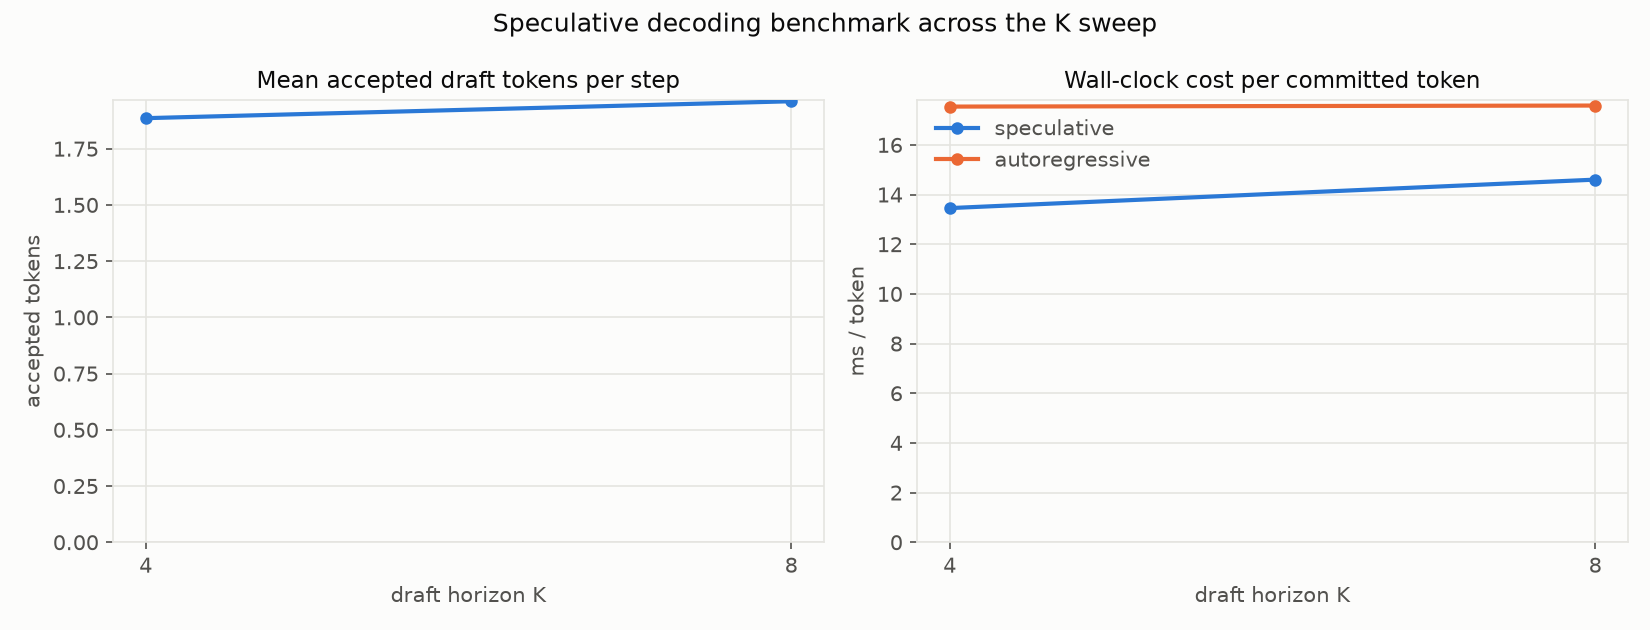 Speculative decoding benchmark across the K sweep
Mean accepted draft tokens per step
accepted tokens
1.75
1.50
1.25
1.00
0.75
0.50
0.25
0.00
4
8
draft horizon K
Wall-clock cost per committed token
ms / token
speculative
autoregressive
16
14
12
10
8
6
4
2
0
4
8
draft horizon K